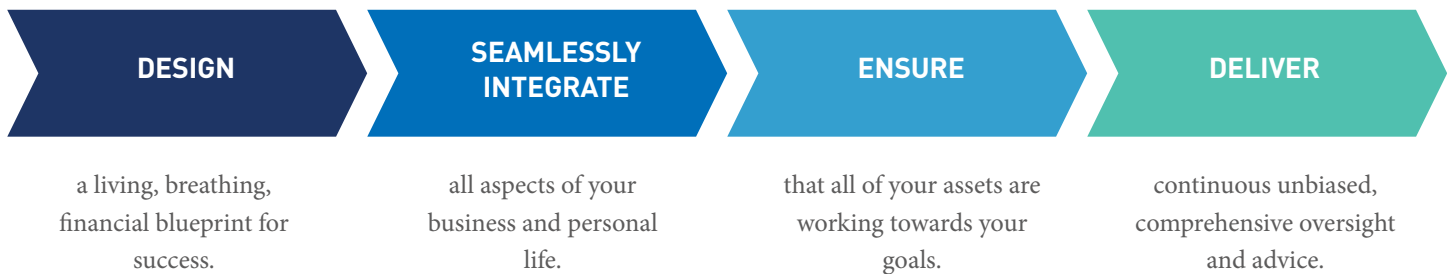 DESIGN
a living, breathing,
financial blueprint for
success.
SEAMLESSLY
INTEGRATE
all aspects of your
business and personal
life.
ENSURE
that all of your assets are
working towards your
goals.
DELIVER
continuous unbiased,
comprehensive oversight
and advice.